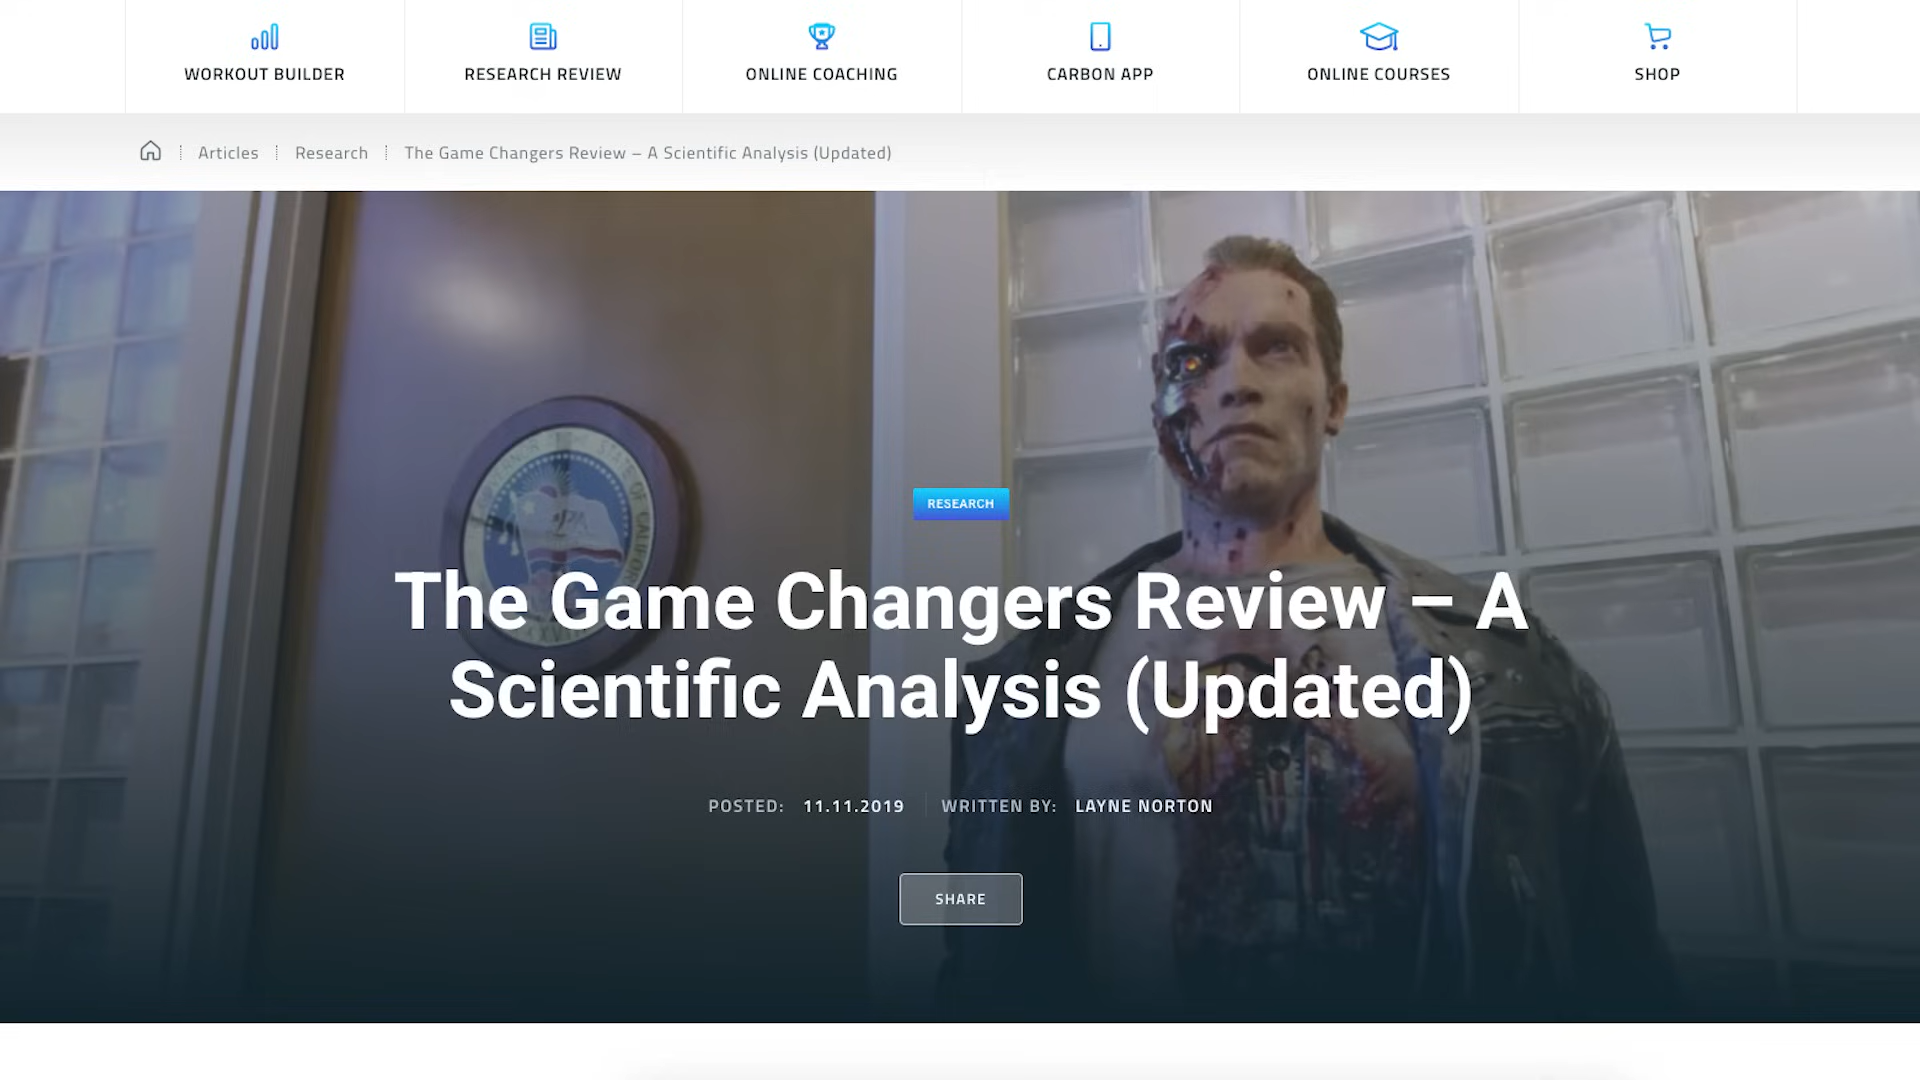 WORKOUT BUILDER
RESEARCH REVIEW
ONLINE COACHING
CARBON APP
ONLINE COURSES
SHOP
Articles
Research
The Game Changers Review – A Scientific Analysis (Updated)
RESEARCH
The Game Changers Review – A
Scientific Analysis (Updated)
POSTED: 11.11.2019
WRITTEN BY: LAYNE NORTON
SHARE